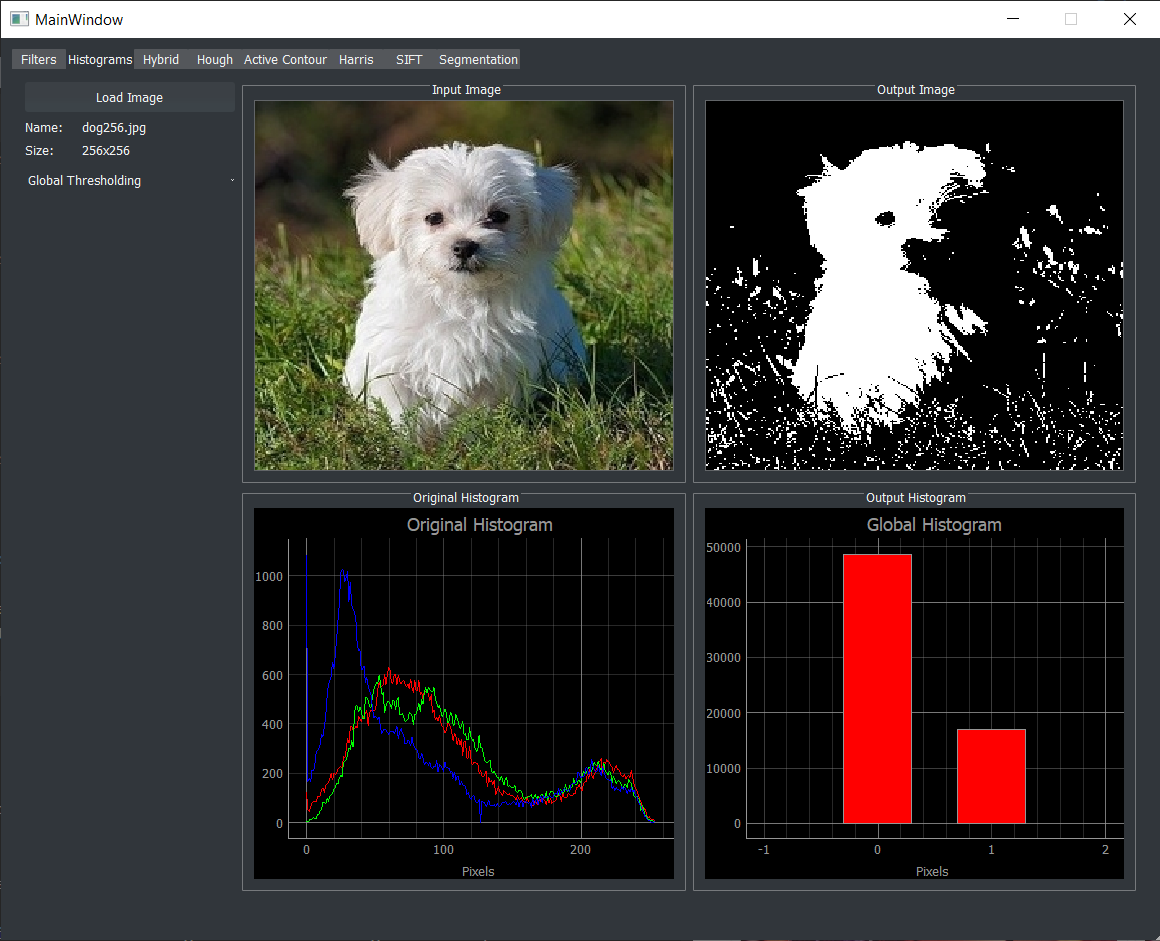 MainWindow
Filters Histograms Hybrid Hough Active Contour Harris SIFT Segmentation
Load Image
Name: dog256.jpg
Size: 256x256
Global Thresholding
Input Image
Output Image
Original Histogram
Original Histogram
1000
800
600
400
200
0
0 100 200
Pixels
Output Histogram
Global Histogram
50000
40000
30000
20000
10000
0
-1 0 1 2
Pixels